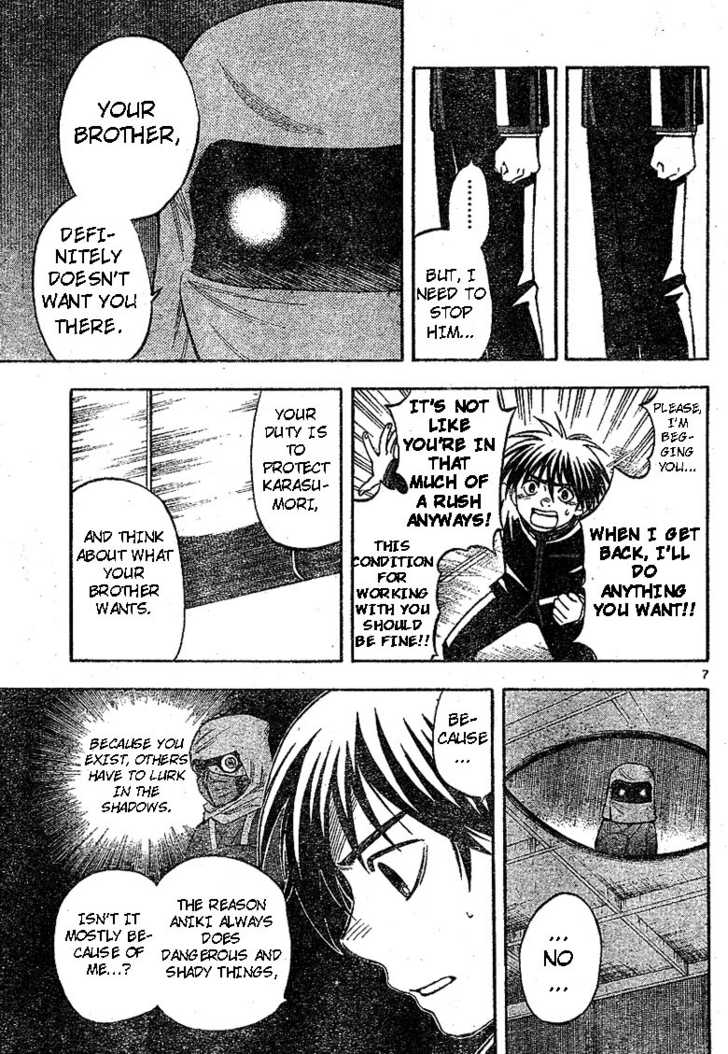 .........
BUT, I
NEED TO
STOP
HIM...
YOUR
BROTHER,
DEFI-
NITELY
DOESN'T
WANT YOU
THERE.
PLEASE,
I'M
BEG-
GING
YOU...
WHEN I GET
BACK, I'LL
DO
ANYTHING
YOU WANT!!
IT'S NOT
LIKE
YOU'RE IN
THAT
MUCH OF
A RUSH
ANYWAYS!
THIS
CONDITION
FOR
WORKING
WITH YOU
SHOULD
BE FINE!!
YOUR
DUTY IS
TO
PROTECT
KARASU-
MORI,
AND THINK
ABOUT WHAT
YOUR
BROTHER
WANTS.
7
...
NO
...
BE-
CAUSE
...
BECAUSE YOU
EXIST, OTHERS
HAVE TO LURK
IN THE
SHADOWS.
THE REASON
ANIKI ALWAYS
DOES
DANGEROUS AND
SHADY THINGS,
ISN'T IT
MOSTLY BE-
CAUSE OF
ME...?